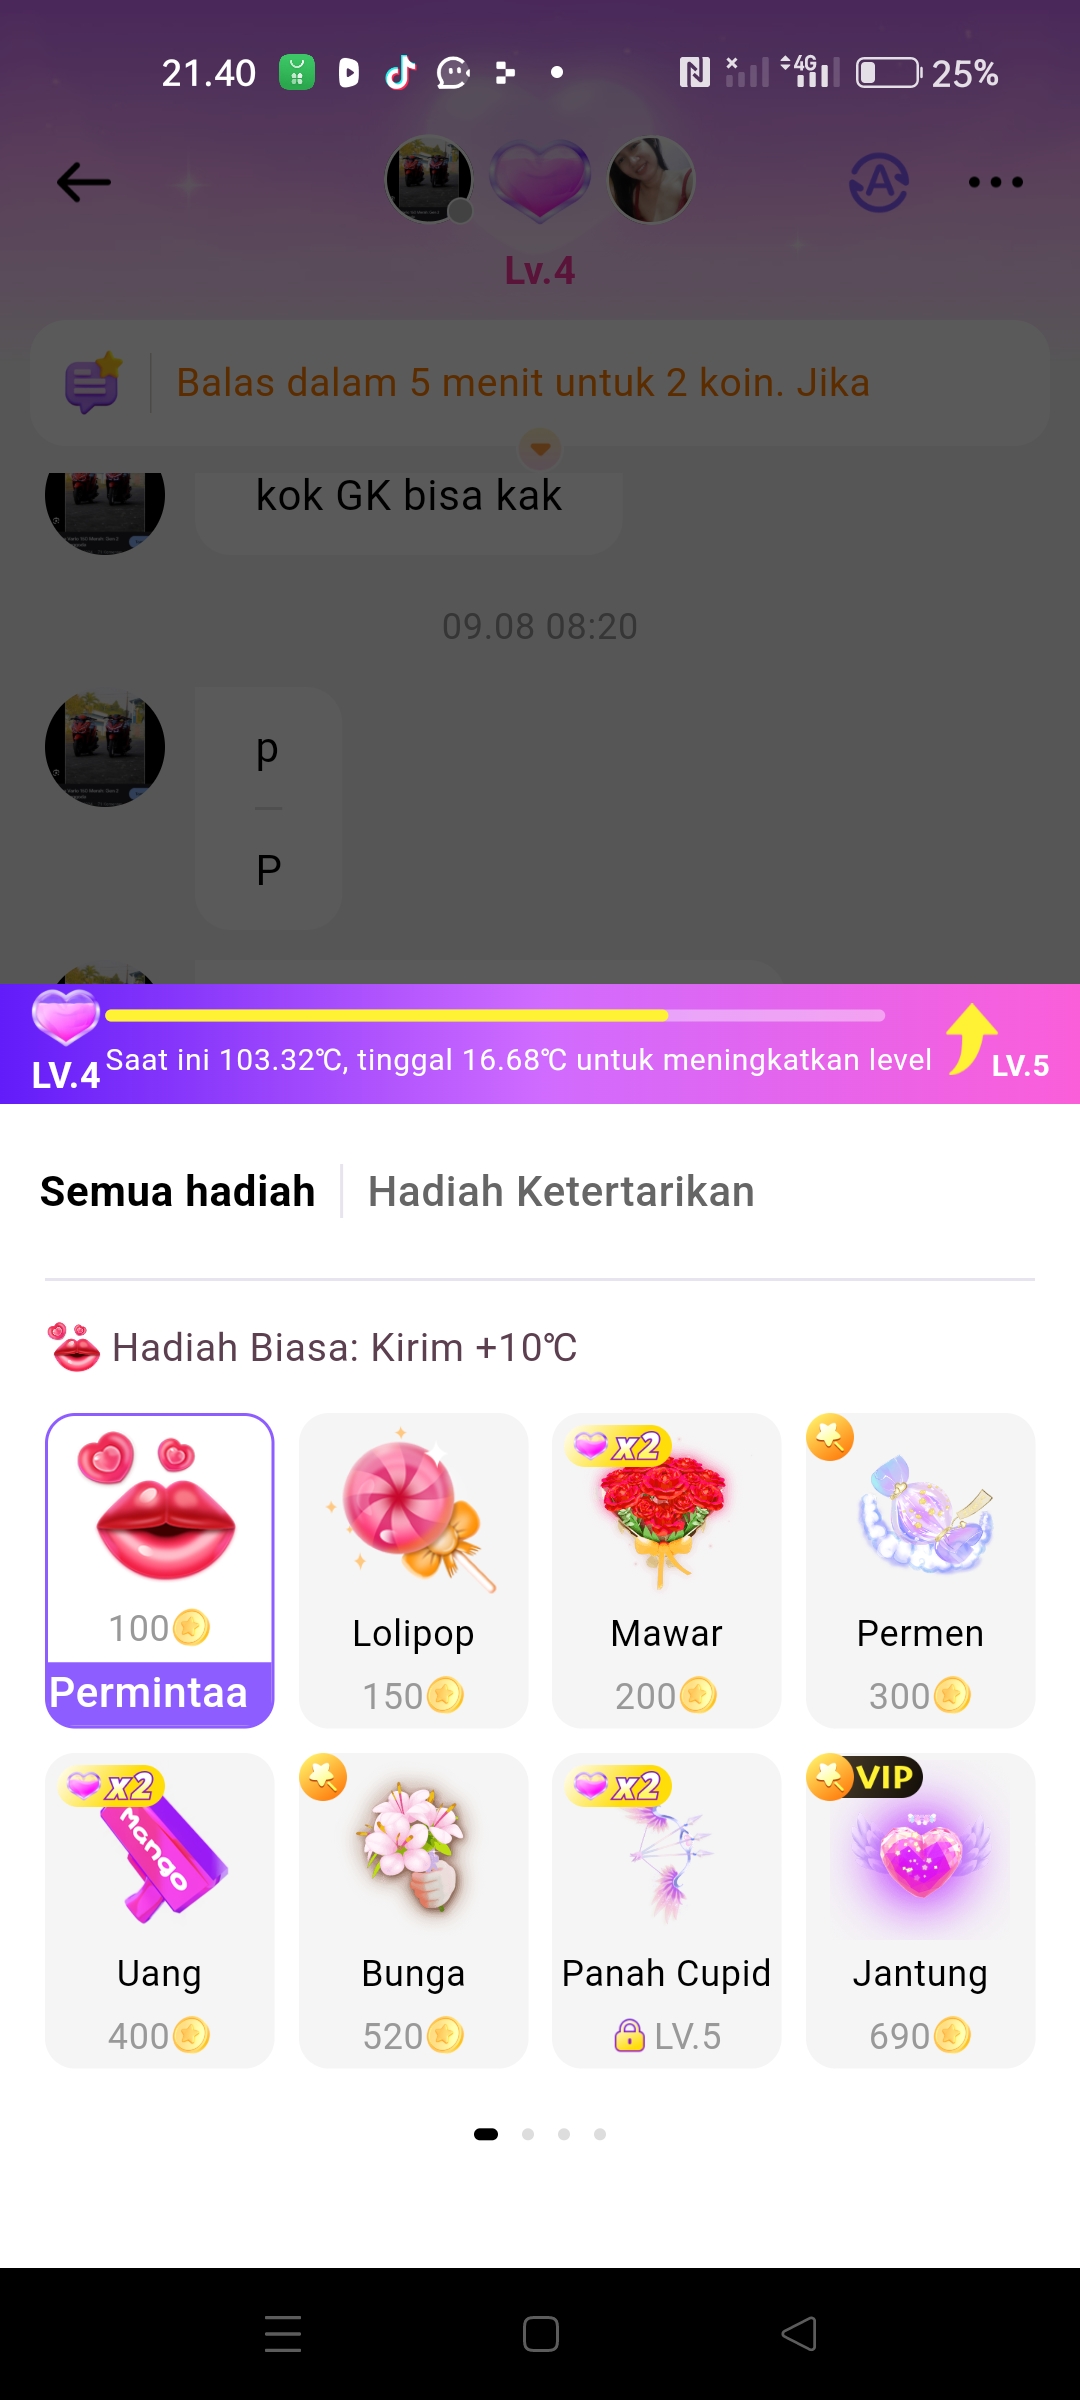 21.40
4G
25%
Lv.4
Balas dalam 5 menit untuk 2 koin. Jika
kok GK bisa kak
09.08 08:20
p
P
LV.4
Saat ini 103.32℃, tinggal 16.68℃ untuk meningkatkan level
LV.5
Semua hadiah
Hadiah Ketertarikan
Hadiah Biasa: Kirim +10℃
x2
100
Lolipop
Mawar
Permen
Permintaa
150
200
300
x2
x2
VIP
Mango
Uang
Bunga
Panah Cupid
Jantung
400
520
LV.5
690